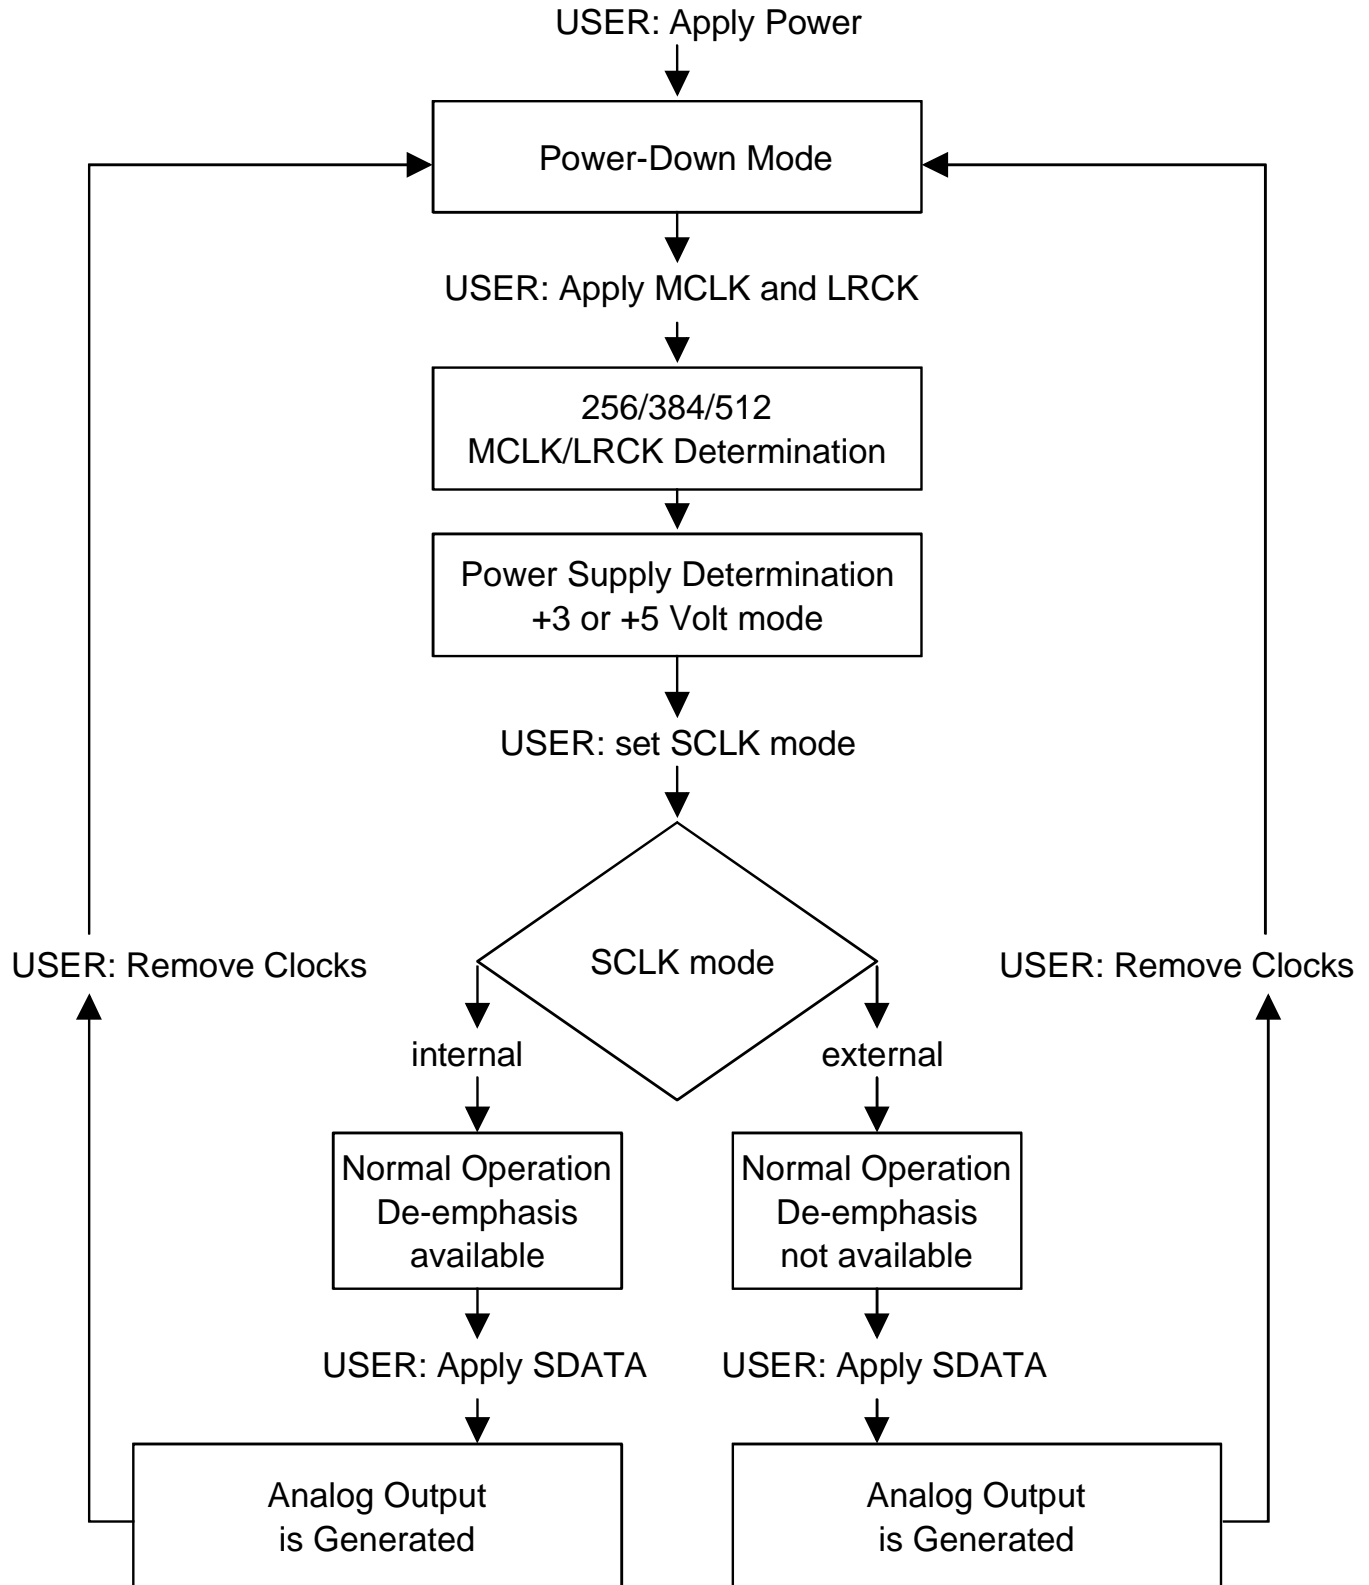 USER: Apply Power
Power-Down Mode
USER: Apply MCLK and LRCK
256/384/512
MCLK/LRCK Determination
Power Supply Determination
+3 or +5 Volt mode
USER: set SCLK mode
SCLK mode
USER: Remove Clocks
USER: Remove Clocks
internal
external
Normal Operation
De-emphasis
available
Normal Operation
De-emphasis
not available
USER: Apply SDATA
USER: Apply SDATA
Analog Output
is Generated
Analog Output
is Generated